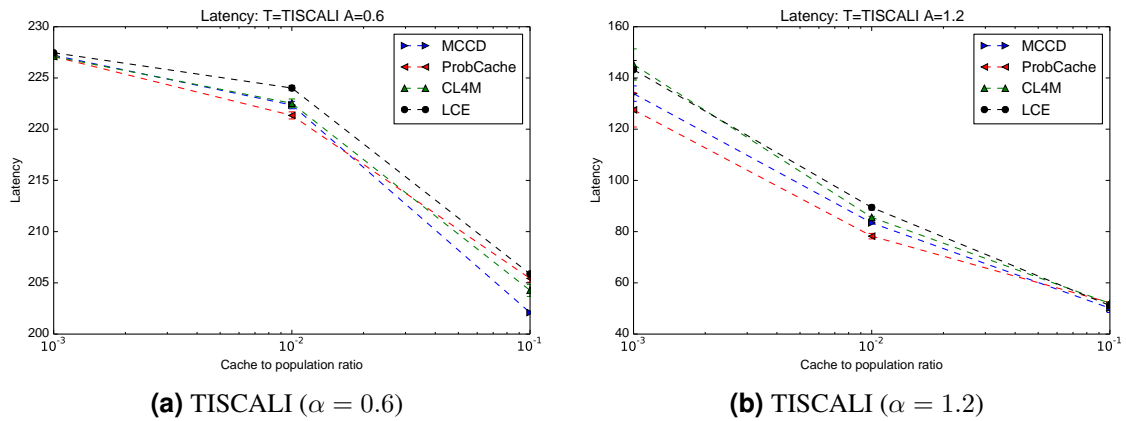 Latency: T=TISCALI A=0.6
230
225
220
215
210
205
200
Latency
10⁻³
10⁻²
10⁻¹
Cache to population ratio
MCCD
ProbCache
CL4M
LCE
(a) TISCALI (α = 0.6)
Latency: T=TISCALI A=1.2
160
140
120
100
80
60
40
Latency
10⁻³
10⁻²
10⁻¹
Cache to population ratio
MCCD
ProbCache
CL4M
LCE
(b) TISCALI (α = 1.2)